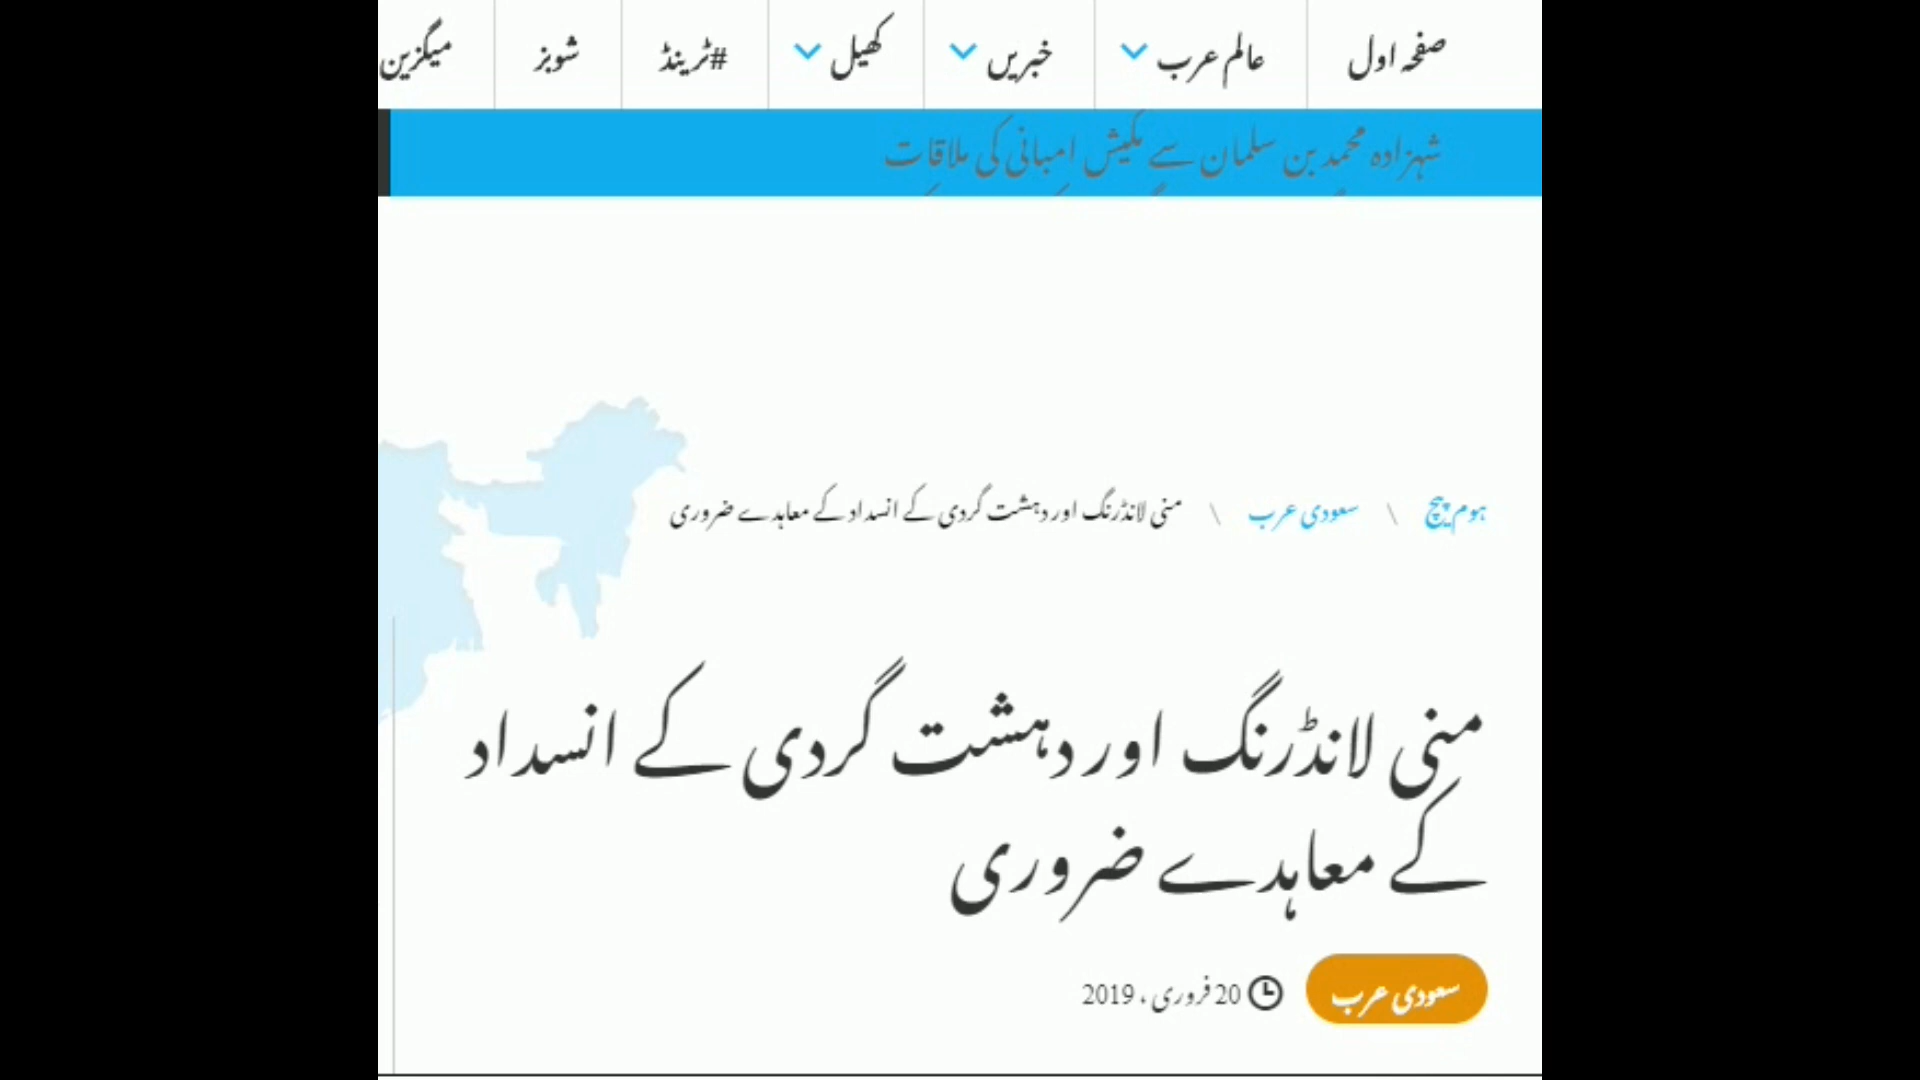 صفحہ اول عالم عرب خبریں کھیل #ٹرینڈ شوبز میگزین
شہزادہ محمد بن سلمان سے مکیش امبانی کی ملاقات
ہوم پیج \ سعودی عرب \ منی لانڈرنگ اور دہشت گردی کے انسداد کے معاہدے ضروری
منی لانڈرنگ اور دہشت گردی کے انسداد
کے معاہدے ضروری
سعودی عرب 20 فروری ، 2019